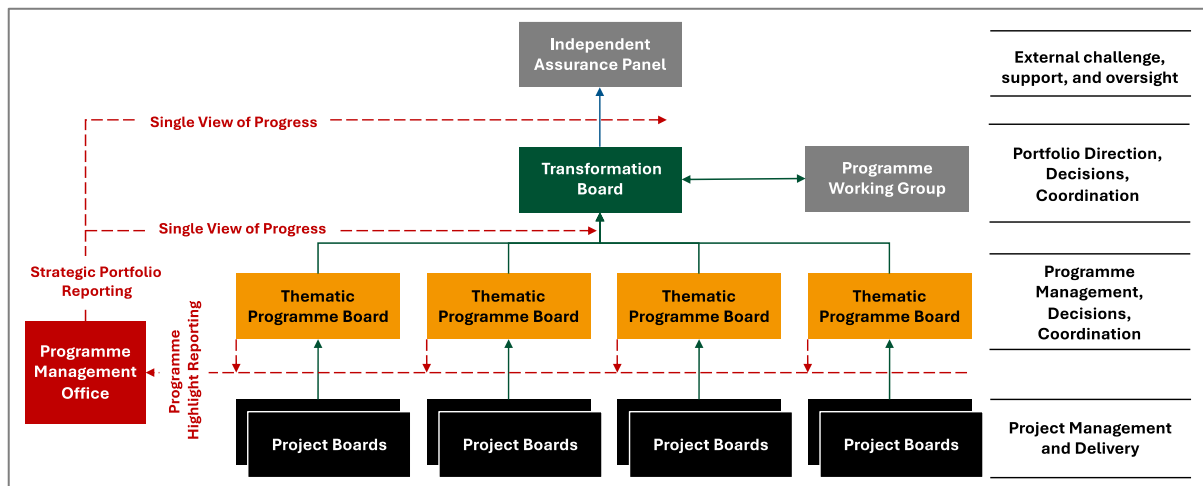 Independent
Assurance Panel
External challenge,
support, and oversight
Single View of Progress
Transformation
Board
Programme
Working Group
Portfolio Direction,
Decisions,
Coordination
Single View of Progress
Strategic Portfolio
Reporting
Thematic
Programme Board
Thematic
Programme Board
Thematic
Programme Board
Thematic
Programme Board
Programme
Management,
Decisions,
Coordination
Programme
Management
Office
Programme
Highlight Reporting
Project Boards
Project Boards
Project Boards
Project Boards
Project Management
and Delivery